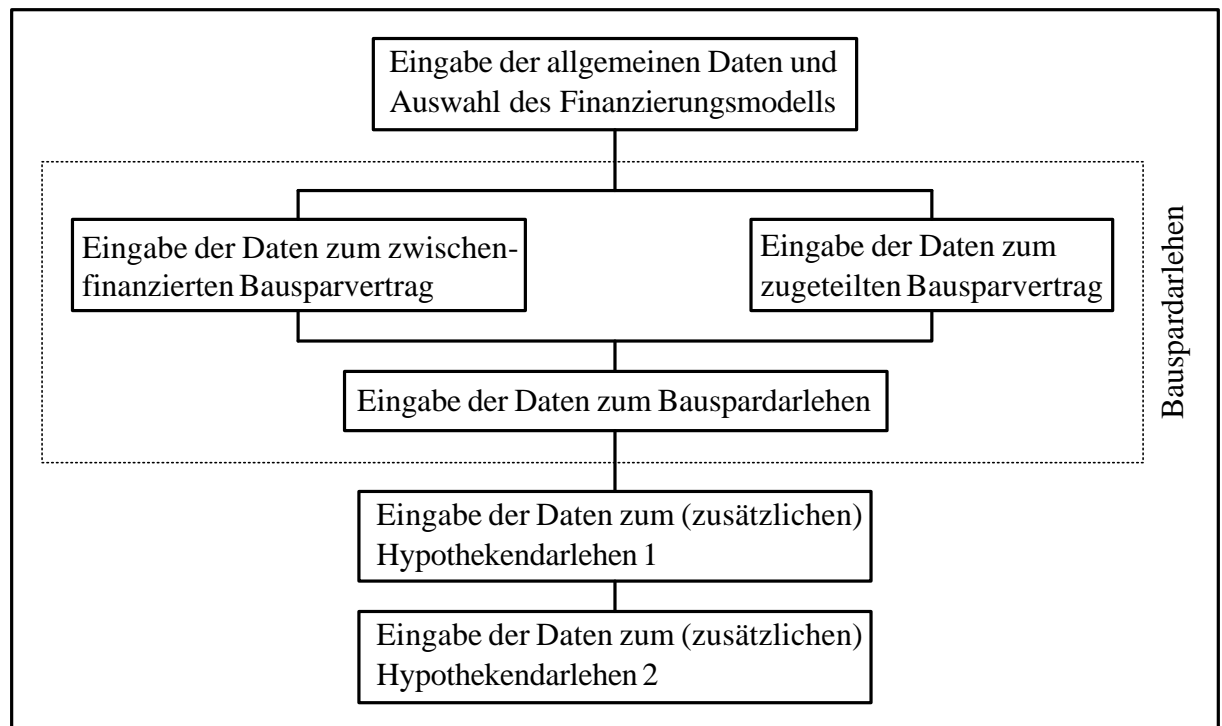 Eingabe der allgemeinen Daten und
Auswahl des Finanzierungsmodells
Eingabe der Daten zum zwischen-
finanzierten Bausparvertrag
Eingabe der Daten zum
zugeteilten Bausparvertrag
Eingabe der Daten zum Bauspardarlehen
Bauspardarlehen
Eingabe der Daten zum (zusätzlichen)
Hypothekendarlehen 1
Eingabe der Daten zum (zusätzlichen)
Hypothekendarlehen 2